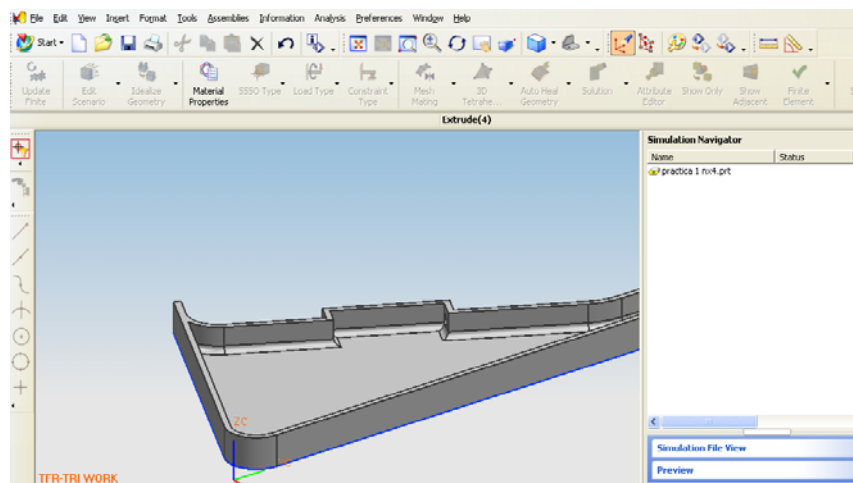 File Edit View Insert Format Tools Assemblies Information Analysis Preferences Window Help
Start
Update Finite
Edit Scenario
Idealize Geometry
Material Properties
SSSO Type
Load Type
Constraint Type
Mesh Mating
3D Tetrahe...
Auto Heal Geometry
Solution
Attribute Editor
Show Only
Show Adjacent
Finite Element
Extrude(4)
Simulation Navigator
Name Status
practica 1 nx4.prt
ZC
Simulation File View
Preview
TFR-TRI WORK